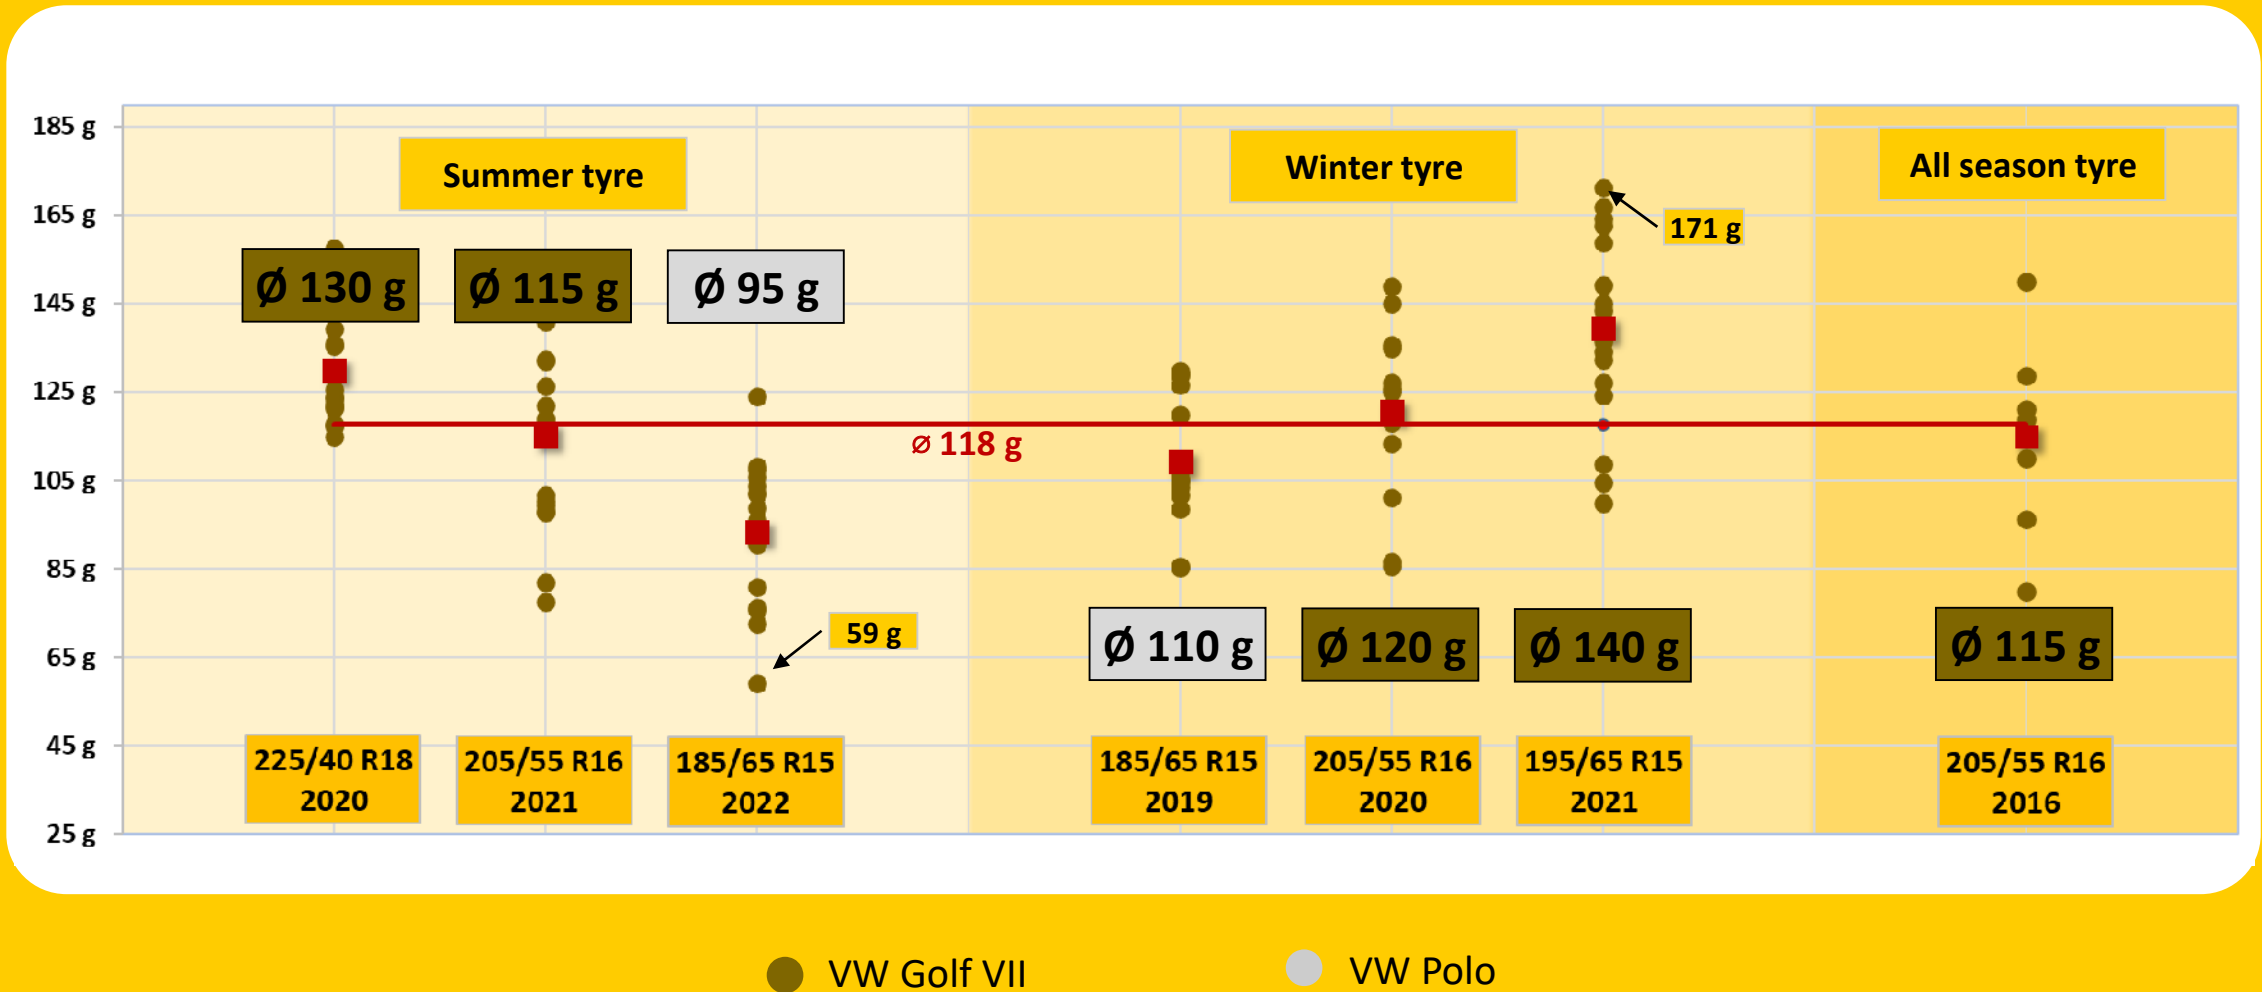 185 g
165 g
145 g
125 g
105 g
85 g
65 g
45 g
25 g
Summer tyre
Winter tyre
All season tyre
171 g
Ø 130 g
Ø 115 g
Ø 95 g
Ø 118 g
59 g
Ø 110 g
Ø 120 g
Ø 140 g
Ø 115 g
225/40 R18
2020
205/55 R16
2021
185/65 R15
2022
185/65 R15
2019
205/55 R16
2020
195/65 R15
2021
205/55 R16
2016
VW Golf VII
VW Polo